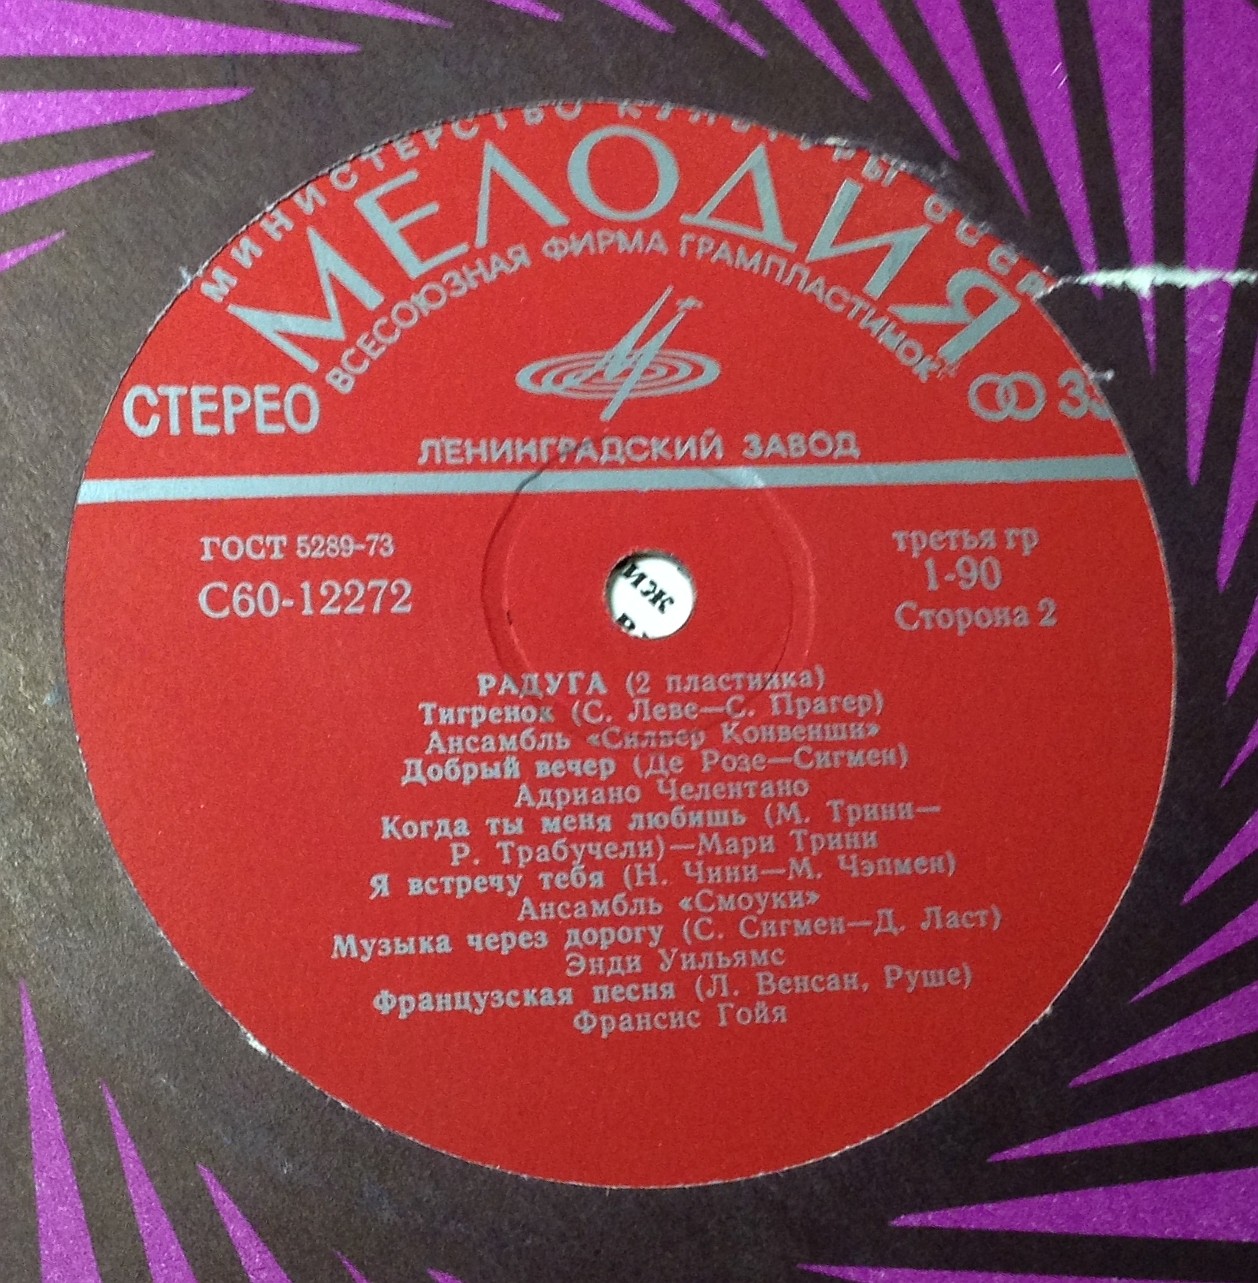 МИНИСТЕРСТВО КУЛЬТУРЫ СССР
МЕЛОДИЯ
ВСЕСОЮЗНАЯ ФИРМА ГРАМПЛАСТИНОК
СТЕРЕО
33
ЛЕНИНГРАДСКИЙ ЗАВОД
ГОСТ 5289-73
С60-12272
третья гр
1-90
Сторона 2
РАДУГА (2 пластинка)
Тигренок (С. Леве—С. Прагер)
Ансамбль «Силвер Конвенши»
Добрый вечер (Де Розе—Сигмен)
Адриано Челентано
Когда ты меня любишь (М. Трини—
Р. Трабучели)—Мари Трини
Я встречу тебя (Н. Чини—М. Чэпмен)
Ансамбль «Смоуки»
Музыка через дорогу (С. Сигмен—Д. Ласт)
Энди Уильямс
Французская песня (Л. Венсан, Руше)
Франсис Гойя